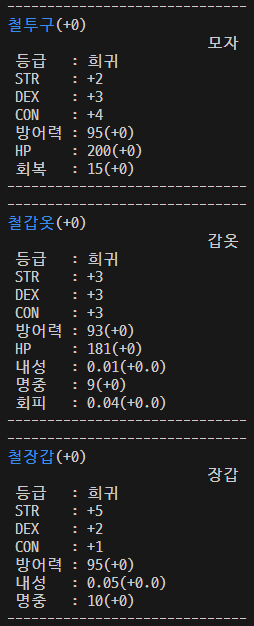 ------------------------------
철투구(+0)
모자
등급 : 희귀
STR : +2
DEX : +3
CON : +4
방어력 : 95(+0)
HP : 200(+0)
회복 : 15(+0)
------------------------------
------------------------------
철갑옷(+0)
갑옷
등급 : 희귀
STR : +3
DEX : +3
CON : +3
방어력 : 93(+0)
HP : 181(+0)
내성 : 0.01(+0.0)
명중 : 9(+0)
회피 : 0.04(+0.0)
------------------------------
------------------------------
철장갑(+0)
장갑
등급 : 희귀
STR : +5
DEX : +2
CON : +1
방어력 : 95(+0)
내성 : 0.05(+0.0)
명중 : 10(+0)
------------------------------